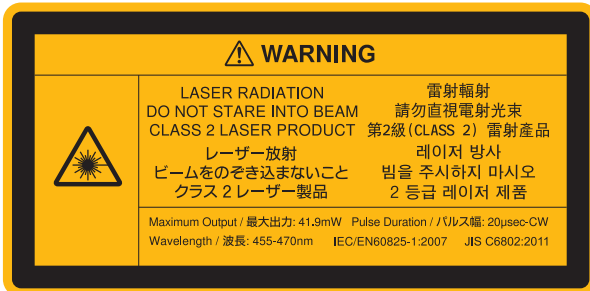 WARNING
LASER RADIATION
DO NOT STARE INTO BEAM
CLASS 2 LASER PRODUCT
雷射輻射
請勿直視電射光束
第2級(CLASS 2) 雷射產品
レーザー放射
ビームをのぞき込まないこと
クラス 2 レーザー製品
레이저 방사
빔을 주시하지 마시오
2 등급 레이저 제품
Maximum Output / 最大出力: 41.9mW Pulse Duration / パルス幅: 20μsec-CW
Wavelength / 波長: 455-470nm IEC/EN60825-1:2007 JIS C6802:2011